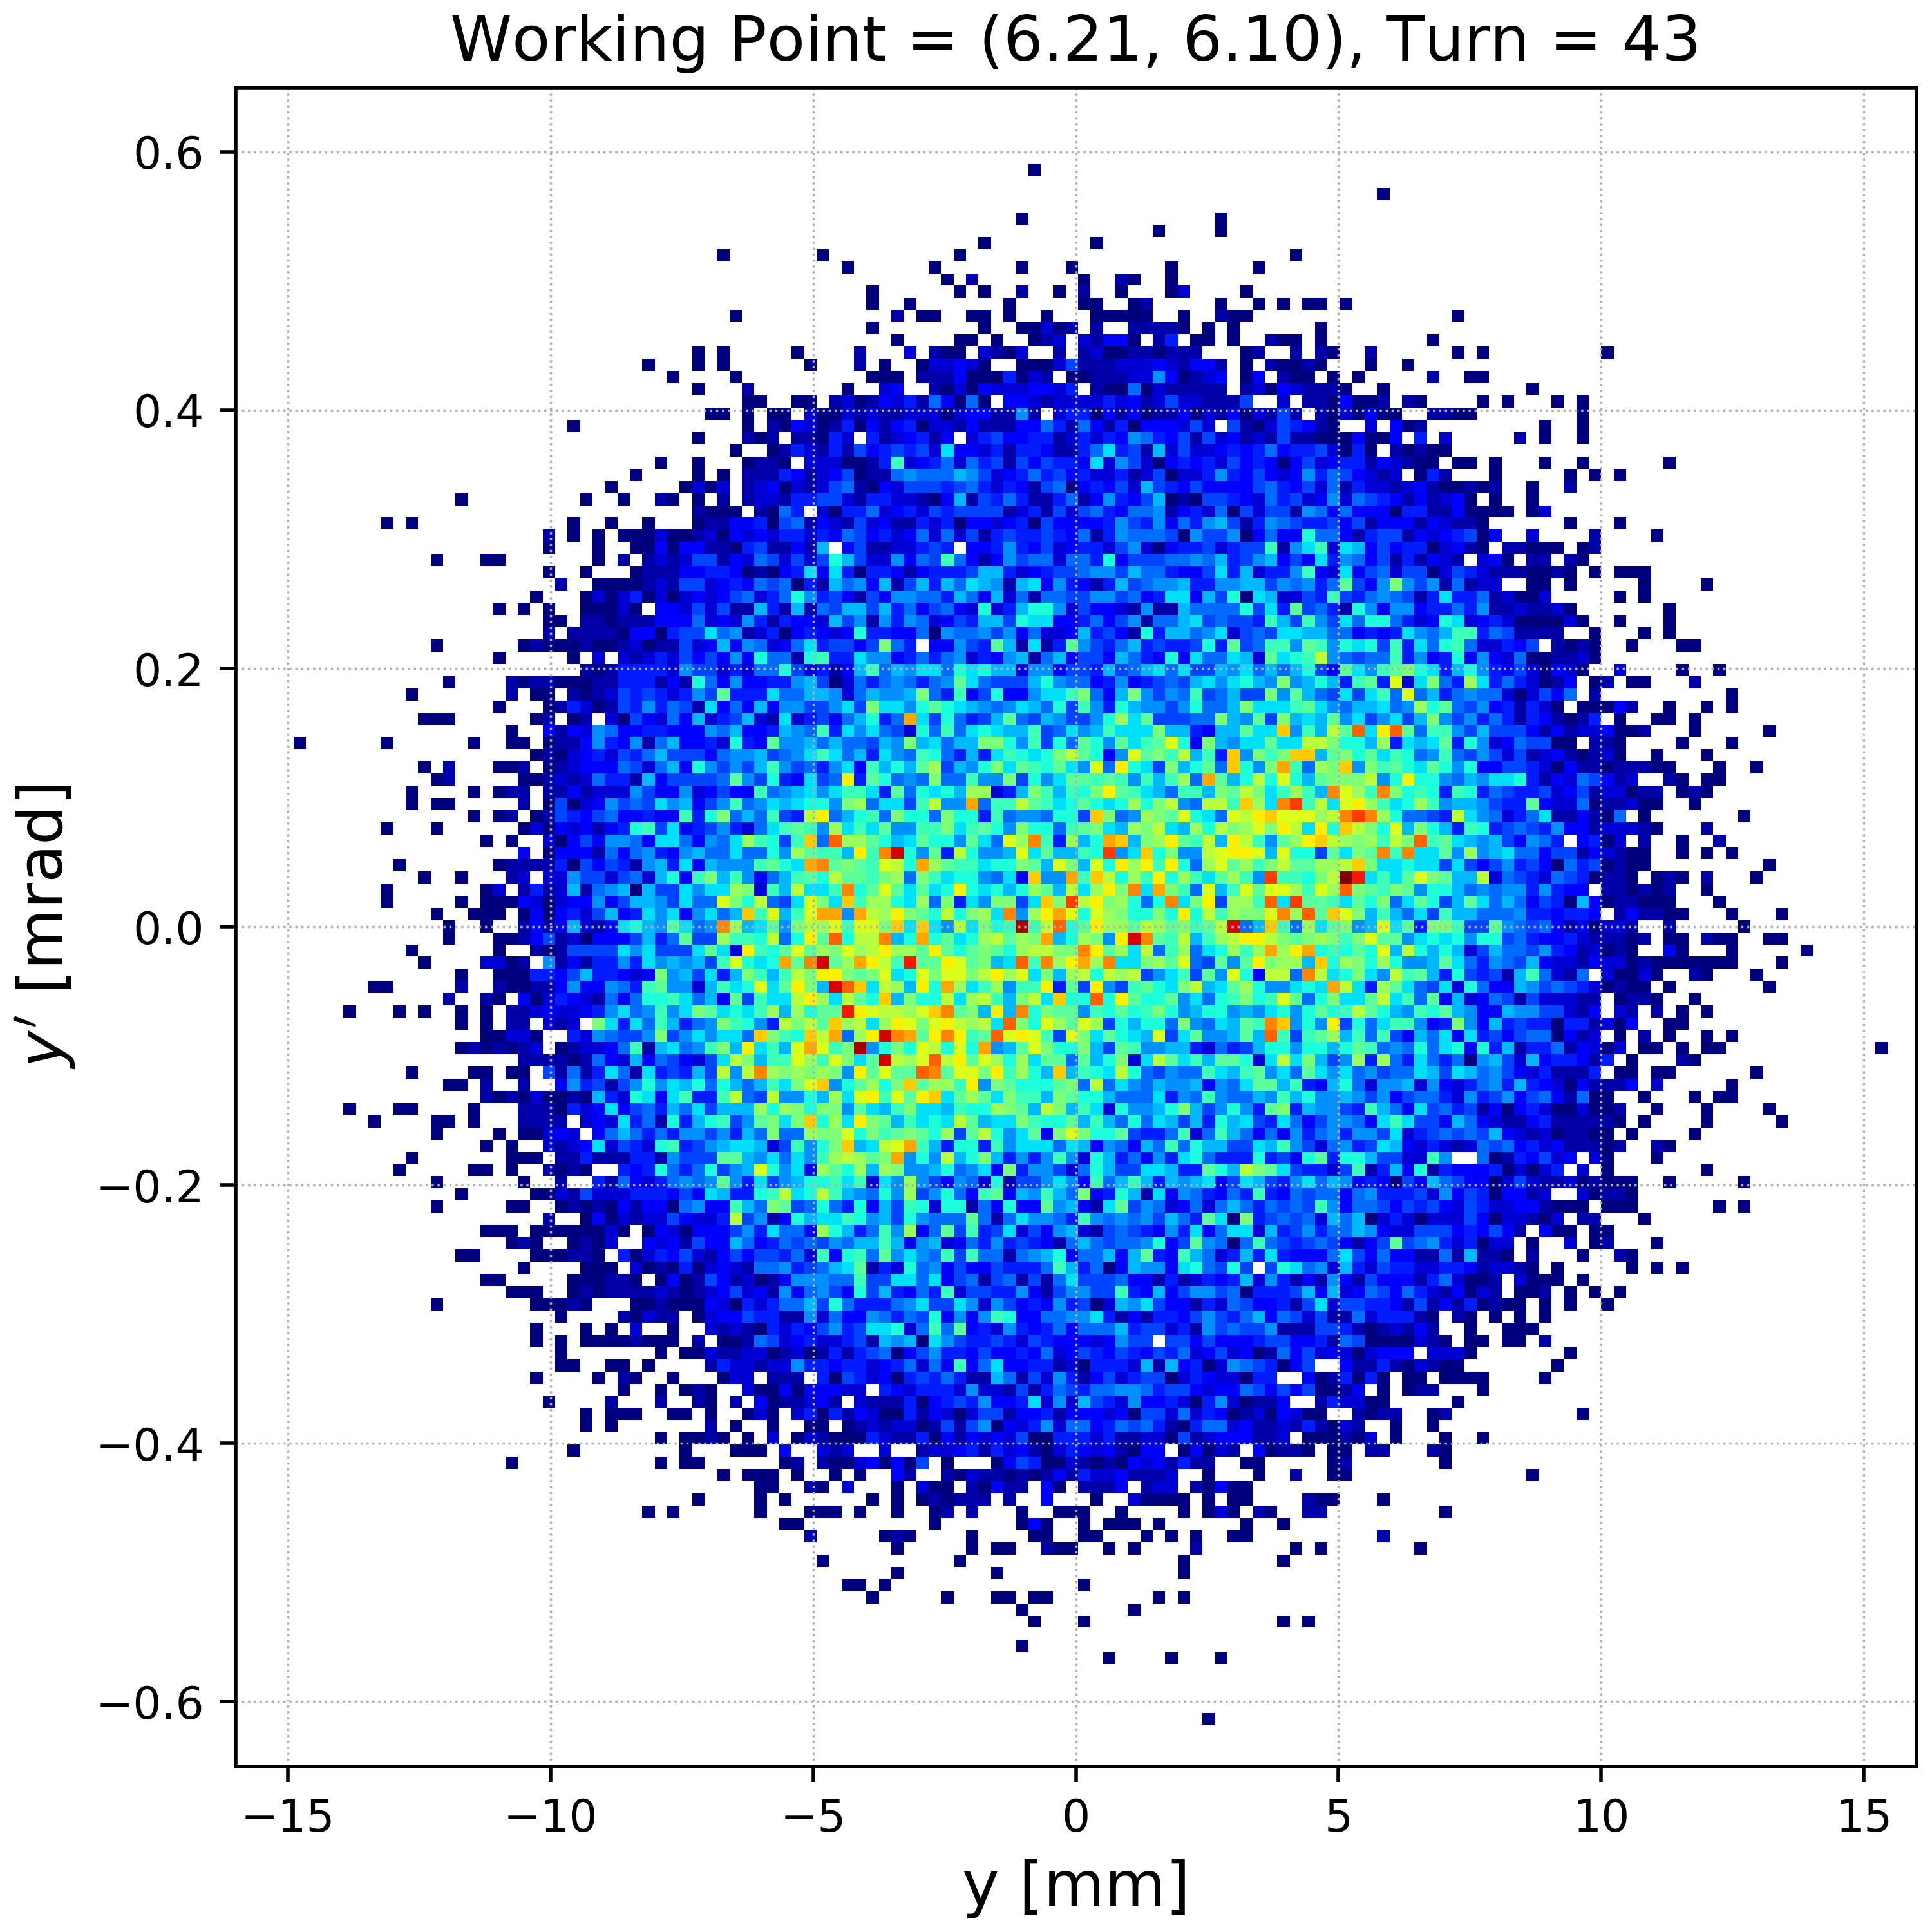 Working Point = (6.21, 6.10), Turn = 43
0.6
0.4
0.2
0.0
−0.2
−0.4
−0.6
y′ [mrad]
−15 −10 −5 0 5 10 15
y [mm]